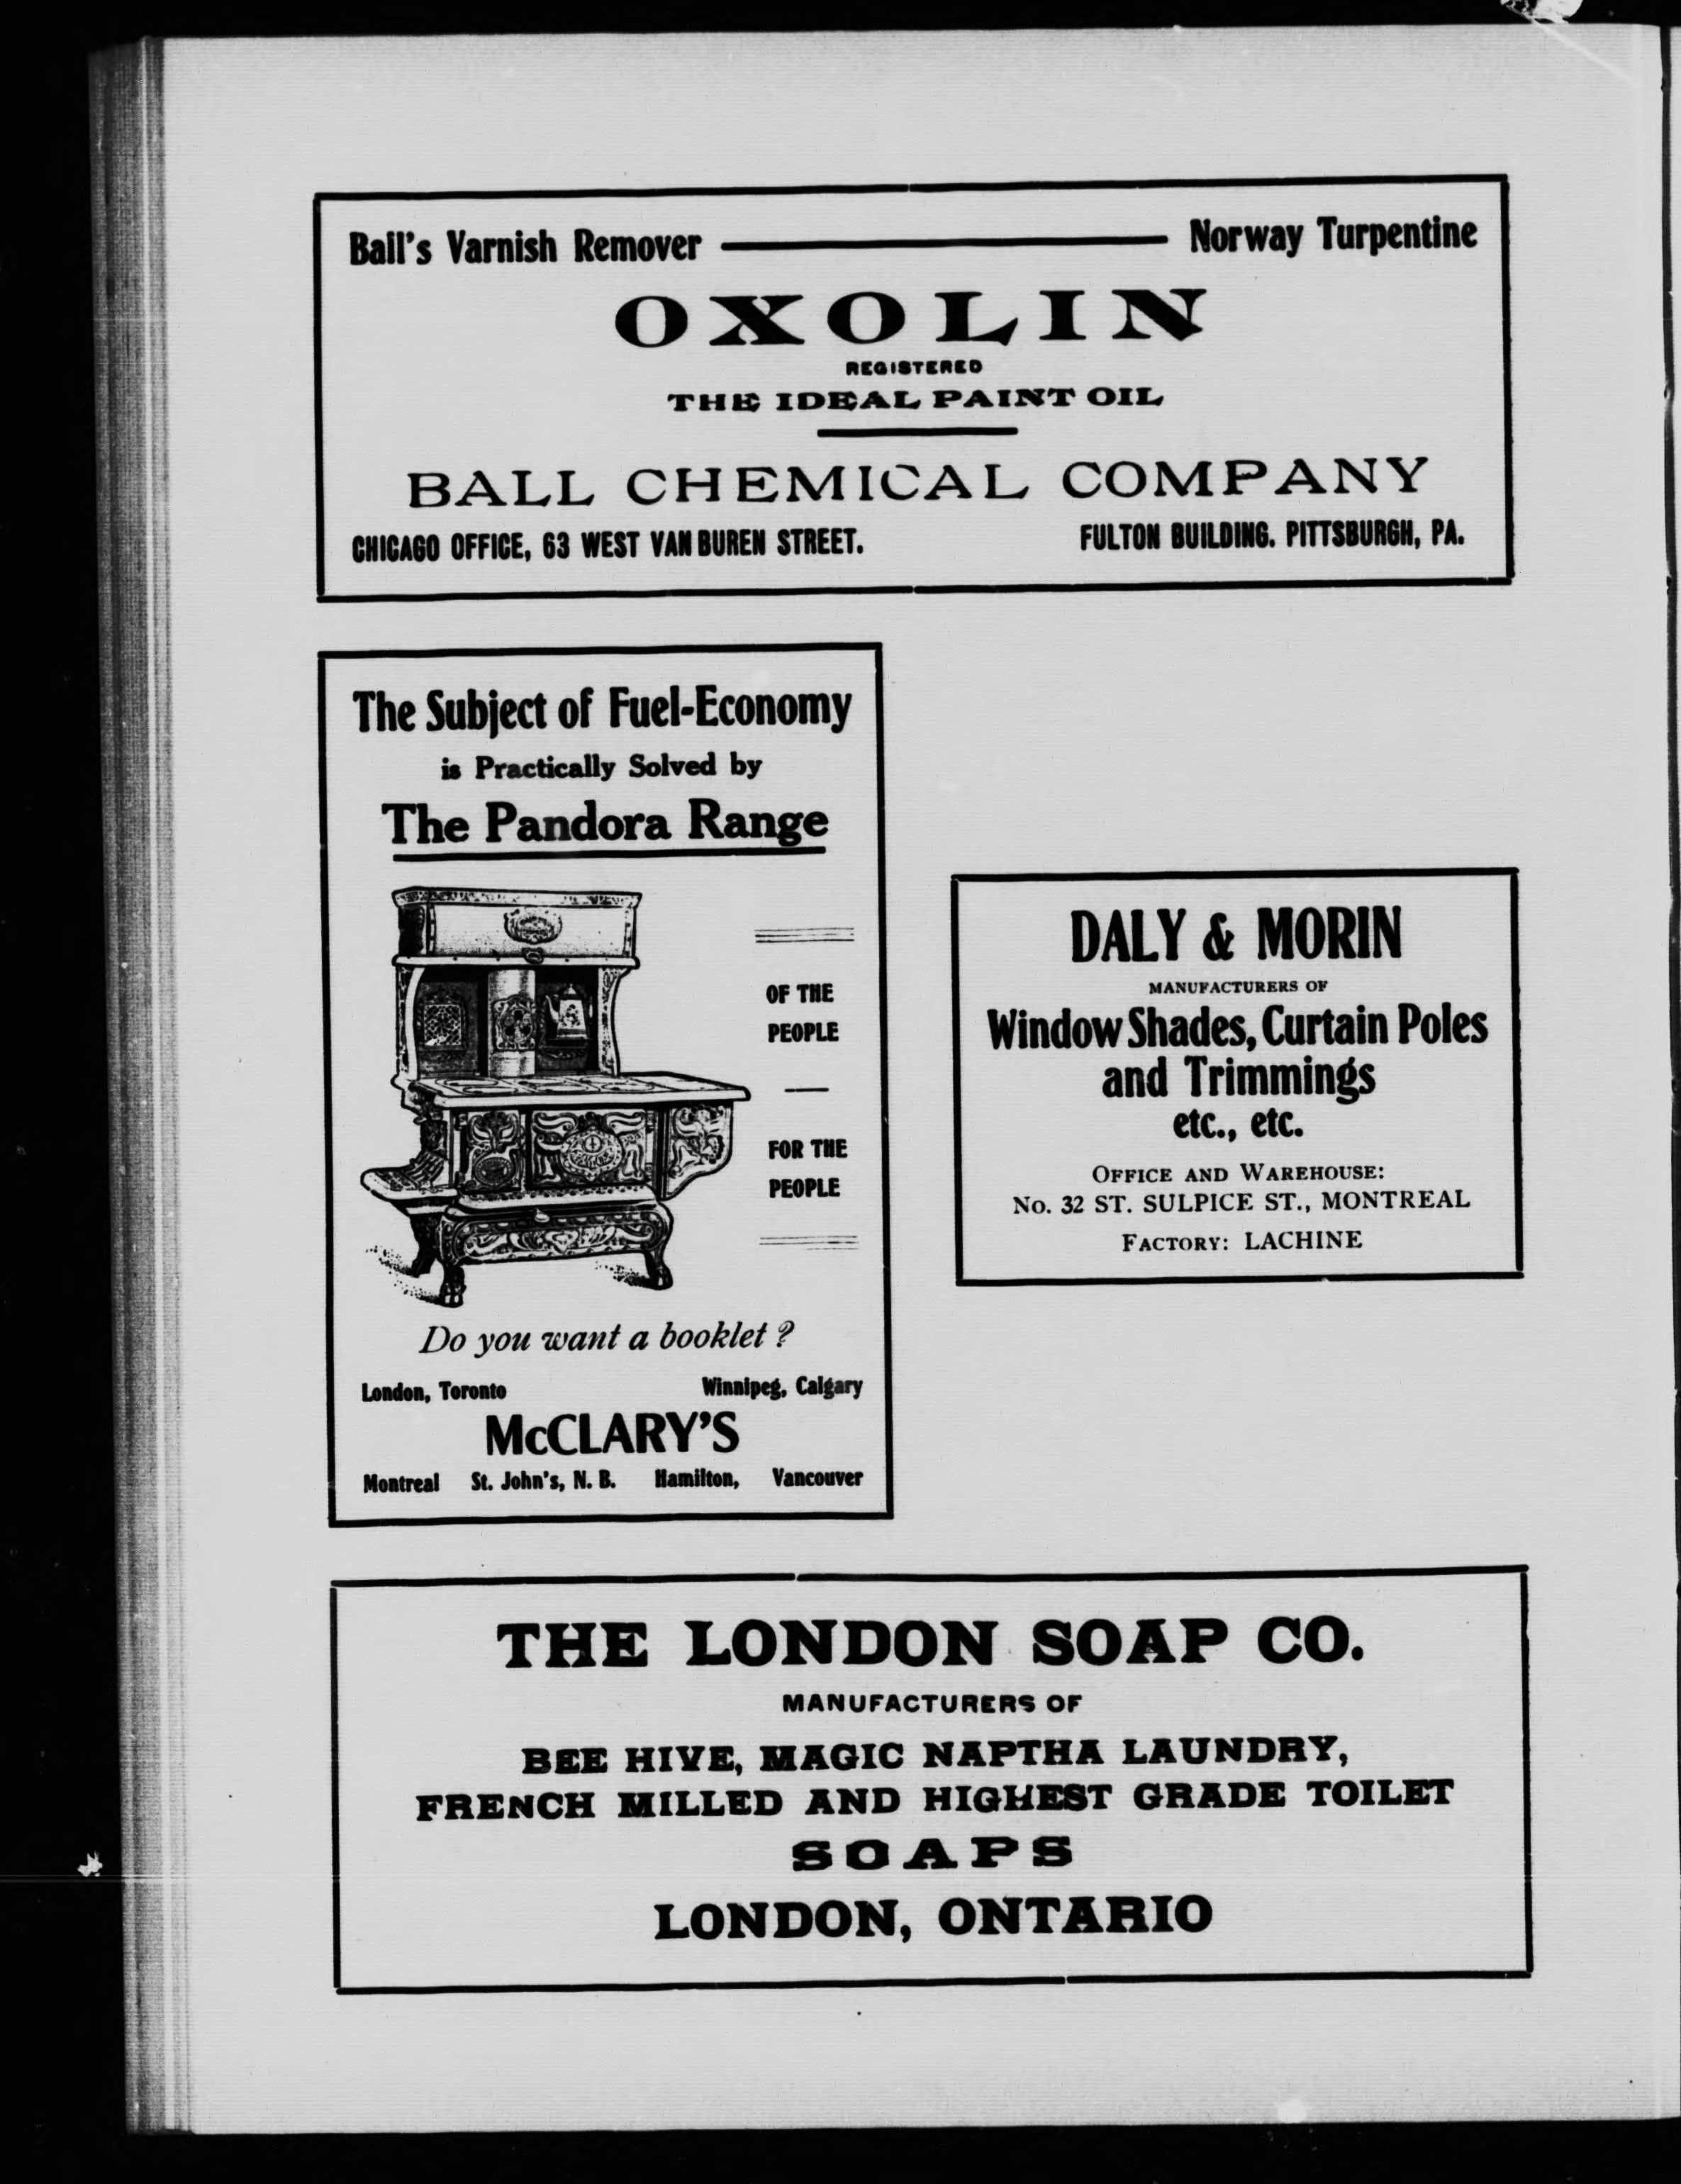 Ball's Varnish Remover Norway Turpentine
OXOLIN
REGISTERED
THE IDEAL PAINT OIL
BALL CHEMICAL COMPANY
CHICAGO OFFICE, 63 WEST VAN BUREN STREET. FULTON BUILDING. PITTSBURGH, PA.
The Subject of Fuel-Economy
is Practically Solved by
The Pandora Range
OF THE
PEOPLE
FOR THE
PEOPLE
Do you want a booklet ?
London, Toronto Winnipeg, Calgary
McCLARY'S
Montreal St. John's, N. B. Hamilton, Vancouver
DALY & MORIN
MANUFACTURERS OF
Window Shades, Curtain Poles
and Trimmings
etc., etc.
OFFICE AND WAREHOUSE:
No. 32 ST. SULPICE ST., MONTREAL
FACTORY: LACHINE
THE LONDON SOAP CO.
MANUFACTURERS OF
BEE HIVE, MAGIC NAPTHA LAUNDRY,
FRENCH MILLED AND HIGHEST GRADE TOILET
SOAPS
LONDON, ONTARIO